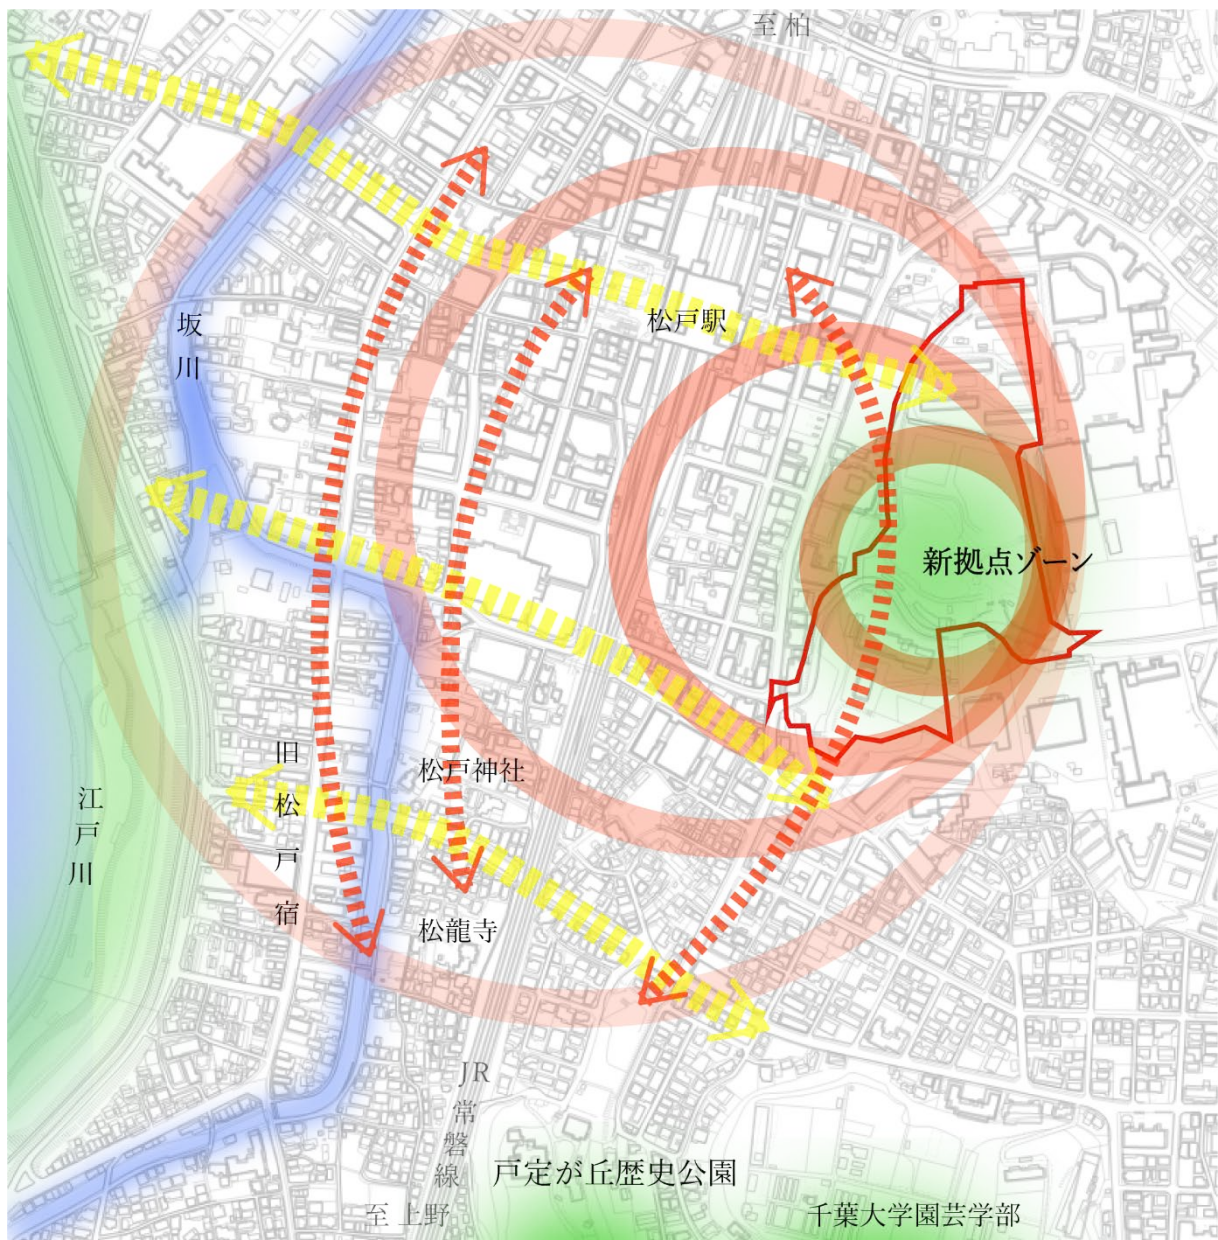 至 柏
坂川
松戸駅
新拠点ゾーン
旧松戸宿
松戸神社
江戸川
松龍寺
JR常磐線
戸定が丘歴史公園
至 上野
千葉大学園芸学部